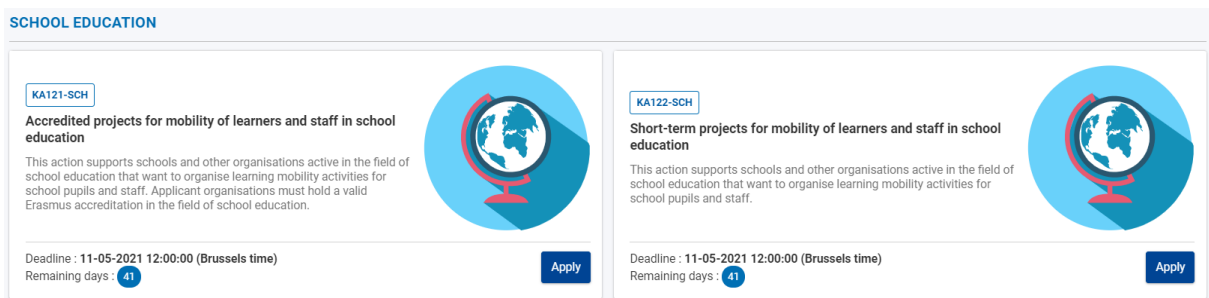 SCHOOL EDUCATION
KA121-SCH
Accredited projects for mobility of learners and staff in school
education
This action supports schools and other organisations active in the field of
school education that want to organise learning mobility activities for
school pupils and staff. Applicant organisations must hold a valid
Erasmus accreditation in the field of school education.
Deadline : 11-05-2021 12:00:00 (Brussels time)
Remaining days : 41
Apply
KA122-SCH
Short-term projects for mobility of learners and staff in school
education
This action supports schools and other organisations active in the field of
school education that want to organise learning mobility activities for
school pupils and staff.
Deadline : 11-05-2021 12:00:00 (Brussels time)
Remaining days : 41
Apply